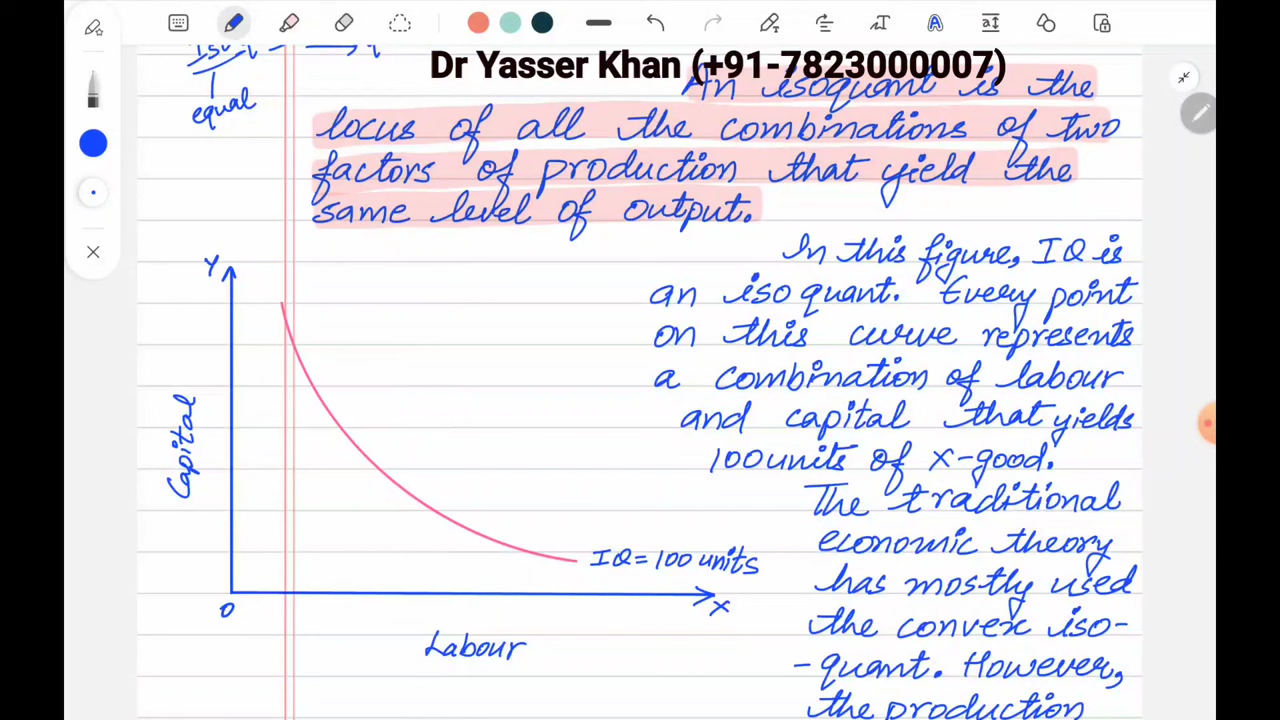 Dr Yasser Khan (+91-7823000007)
equal
An isoquant is the
locus of all the combinations of two
factors of production that yield the
same level of output.
In this figure, IQ is
an isoquant. Every point
on this curve represents
a combination of labour
and capital that yields
100 units of x-good.
The traditional
economic theory
has mostly used
the convex iso-
-quant. However,
the production
Y
Capital
IQ = 100 units
O
X
Labour